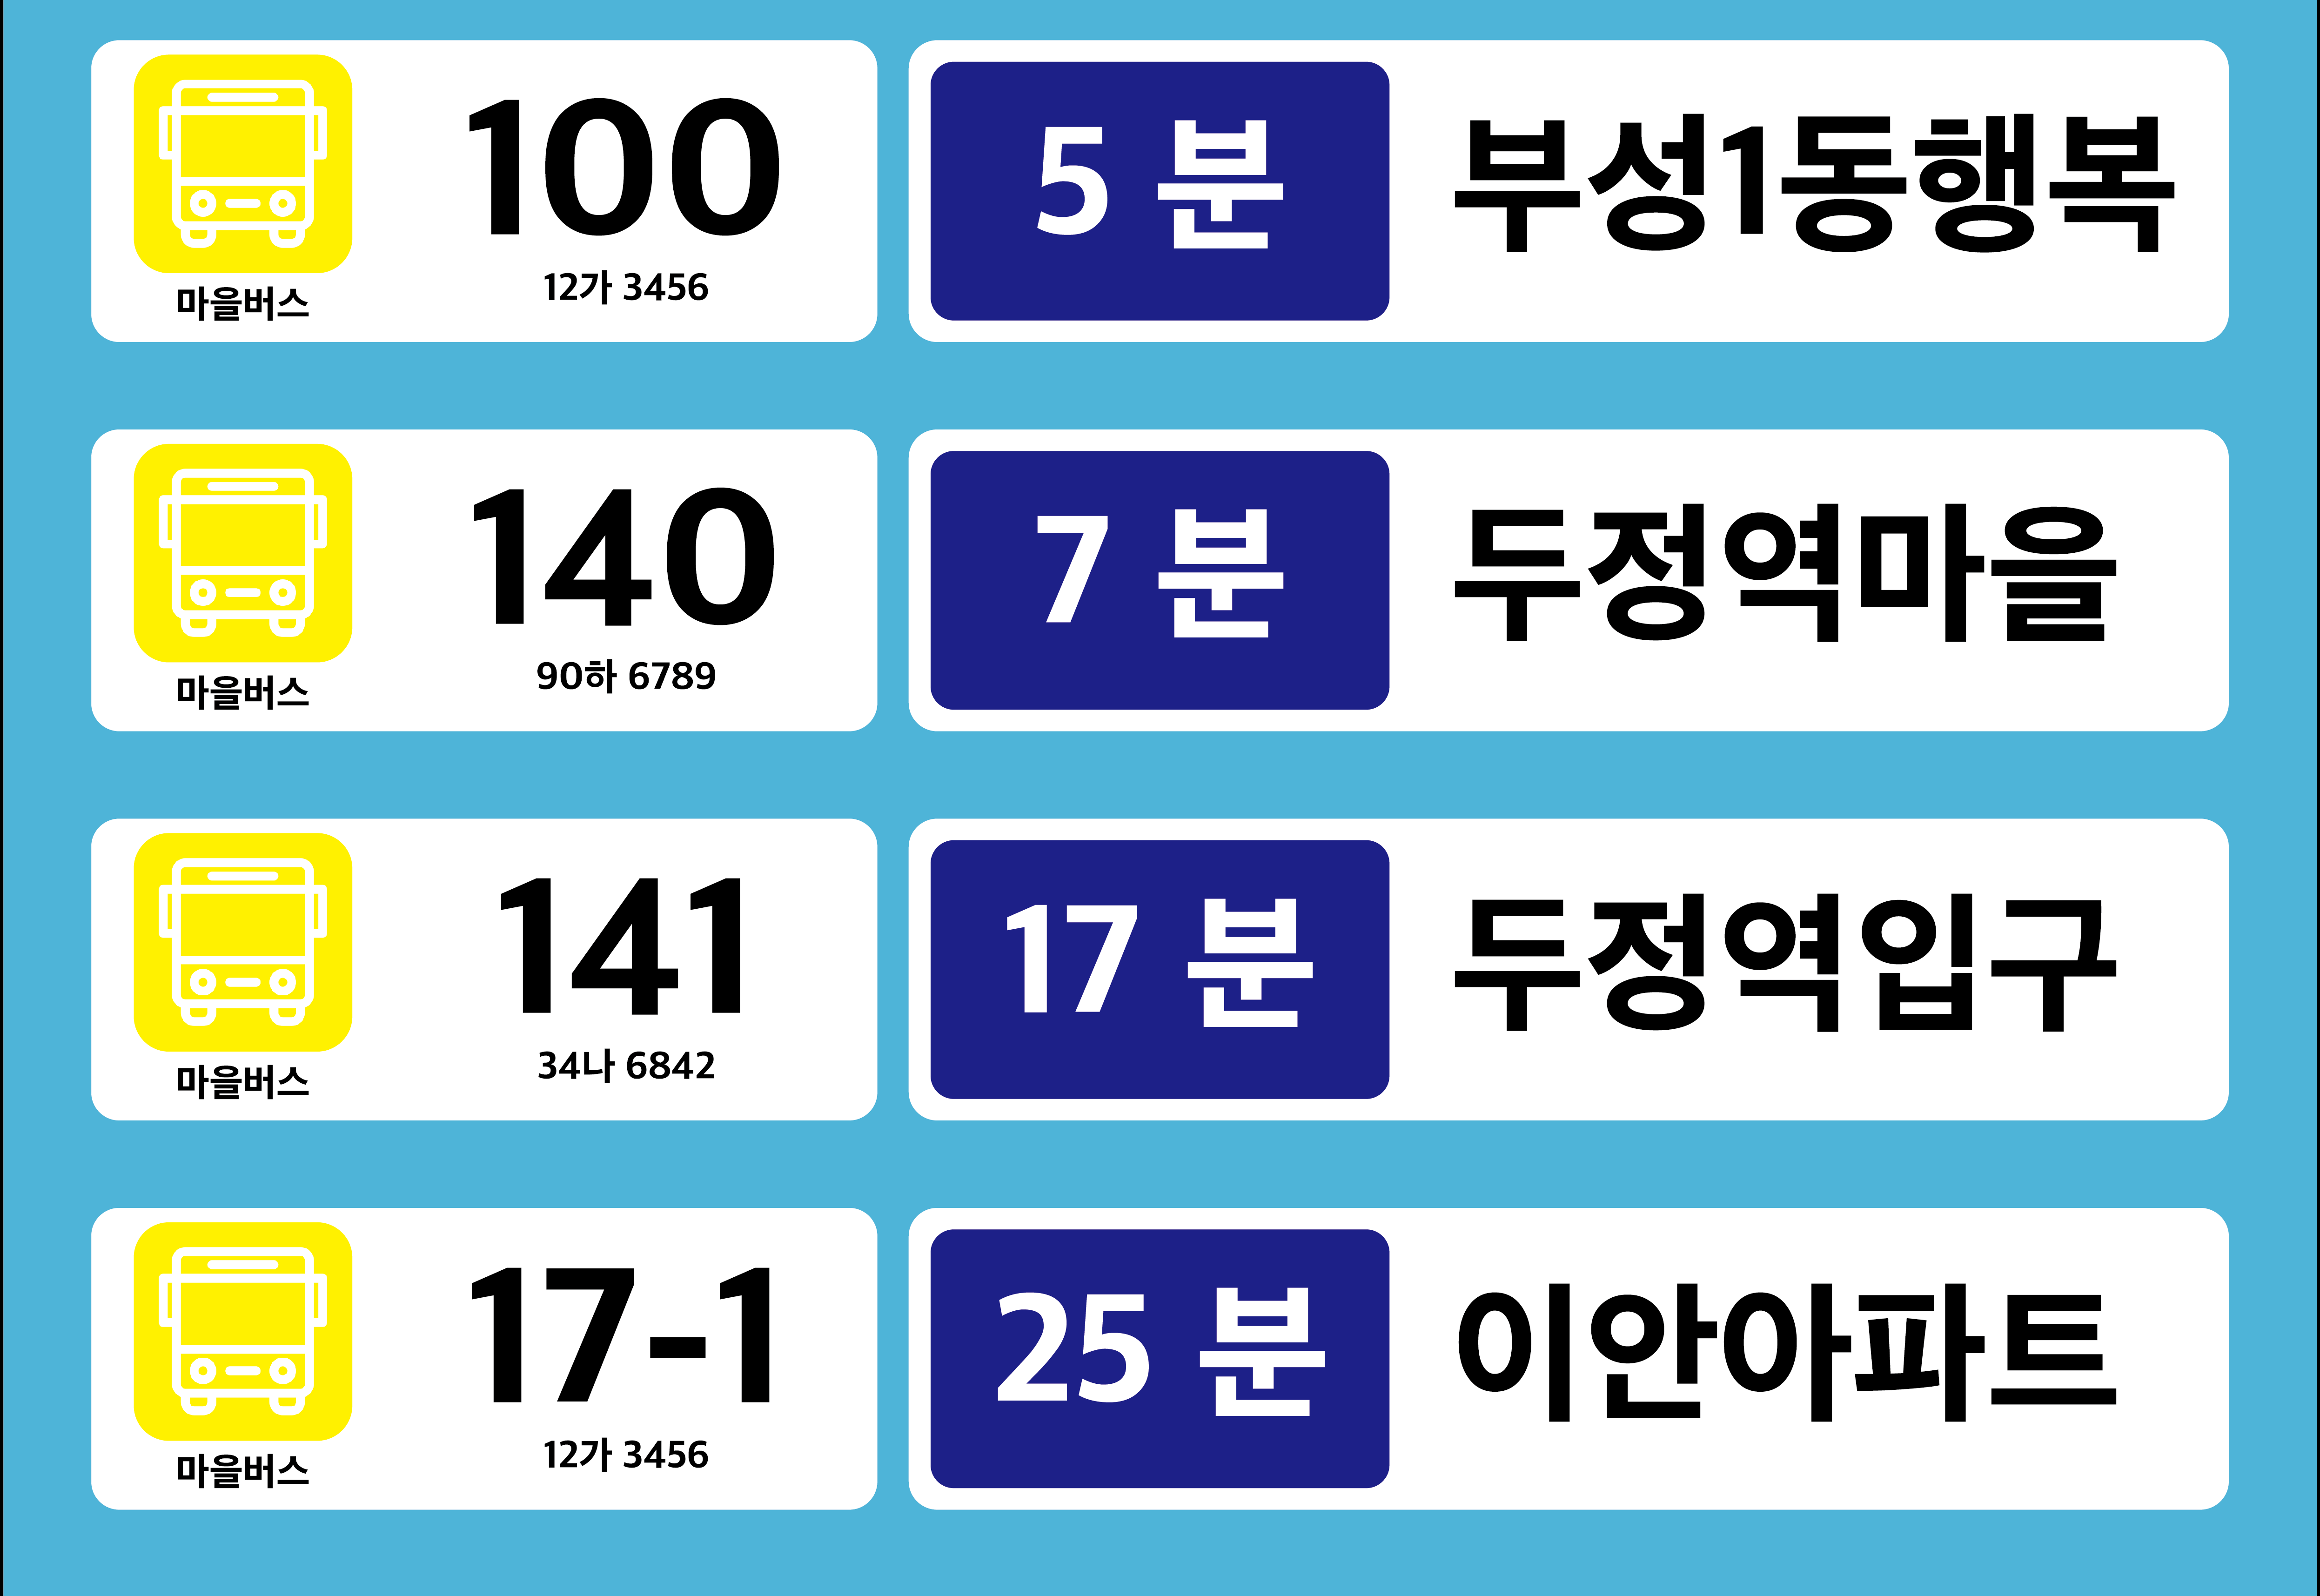 100
5 분
부성1동행복
12가 3456
마을버스
140
7 분
두정역마을
90하 6789
마을버스
141
17 분
두정역입구
34나 6842
마을버스
17-1
25 분
이안아파트
12가 3456
마을버스